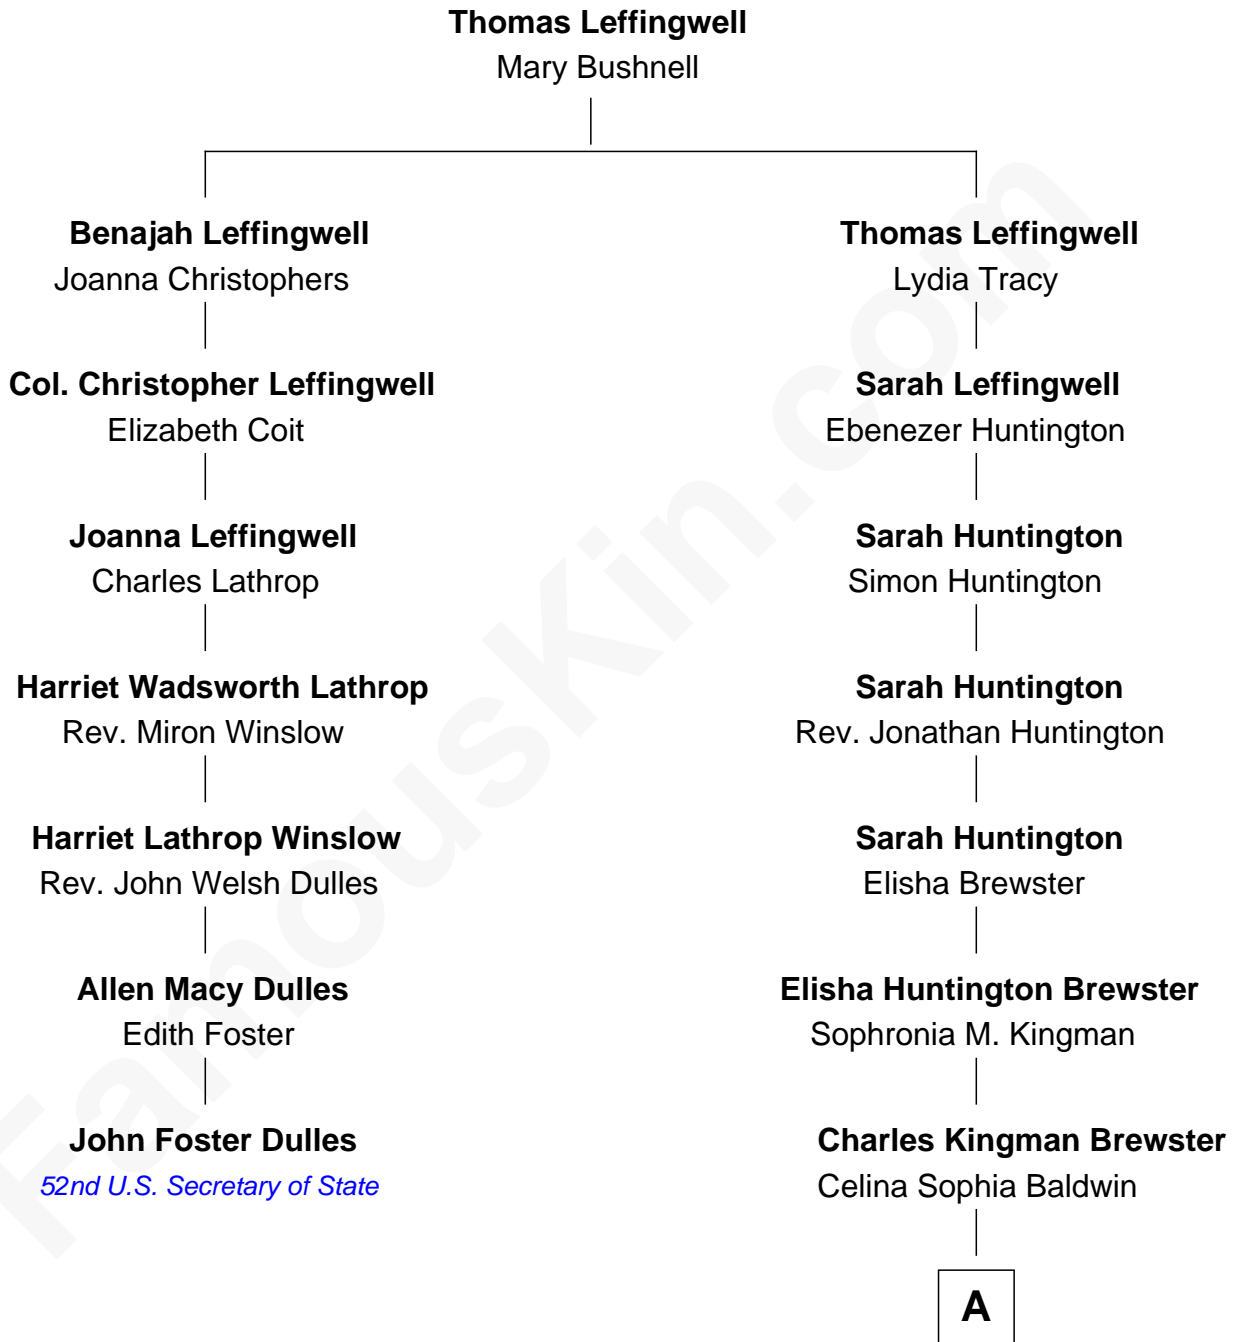 Thomas Leffingwell
Mary Bushnell
Benajah Leffingwell
Joanna Christophers
Col. Christopher Leffingwell
Elizabeth Coit
Joanna Leffingwell
Charles Lathrop
Harriet Wadsworth Lathrop
Rev. Miron Winslow
Harriet Lathrop Winslow
Rev. John Welsh Dulles
Allen Macy Dulles
Edith Foster
John Foster Dulles
52nd U.S. Secretary of State
Thomas Leffingwell
Lydia Tracy
Sarah Leffingwell
Ebenezer Huntington
Sarah Huntington
Simon Huntington
Sarah Huntington
Rev. Jonathan Huntington
Sarah Huntington
Elisha Brewster
Elisha Huntington Brewster
Sophronia M. Kingman
Charles Kingman Brewster
Celina Sophia Baldwin
A
FamousKin.com